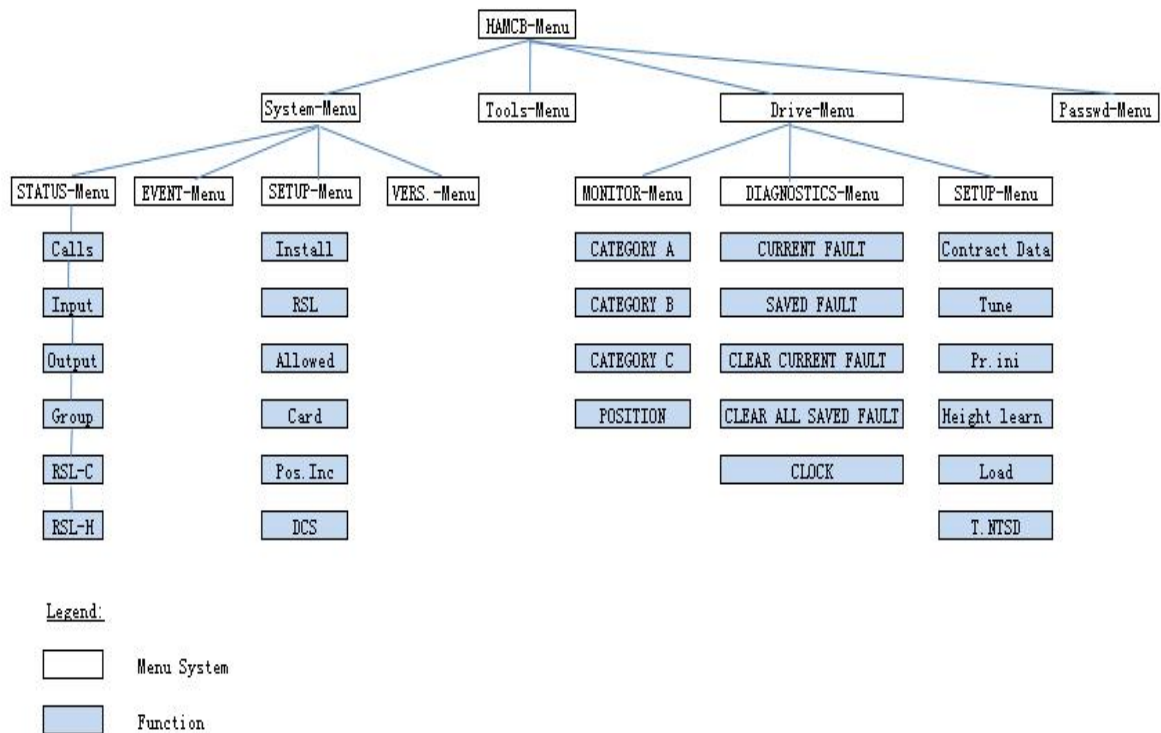 HAMCB-Menu
System-Menu Tools-Menu Drive-Menu Passwd-Menu
STATUS-Menu EVENT-Menu SETUP-Menu VERS.-Menu MONITOR-Menu DIAGNOSTICS-Menu SETUP-Menu
Calls Install CATEGORY A CURRENT FAULT Contract Data
Input RSL CATEGORY B SAVED FAULT Tune
Output Allowed CATEGORY C CLEAR CURRENT FAULT Pr.ini
Group Card POSITION CLEAR ALL SAVED FAULT Height learn
RSL-C Pos.Inc CLOCK Load
RSL-H DCS T.NTSD
Legend:
Menu System
Function